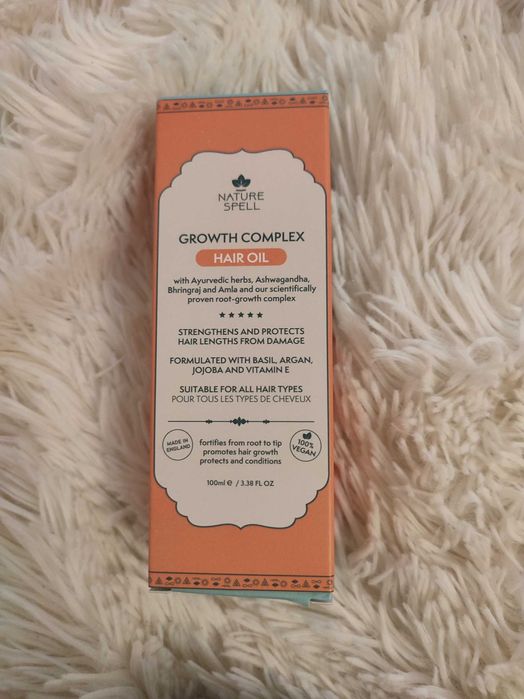 NATURE
SPELL
GROWTH COMPLEX
HAIR OIL
with Ayurvedic herbs, Ashwagandha,
Bhringraj and Amla and our scientifically
proven root-growth complex
STRENGTHENS AND PROTECTS
HAIR LENGTHS FROM DAMAGE
FORMULATED WITH BASIL, ARGAN,
JOJOBA AND VITAMIN E
SUITABLE FOR ALL HAIR TYPES
POUR TOUS LES TYPES DE CHEVEUX
MADE IN
ENGLAND
fortifies from root to tip
promotes hair growth
protects and conditions
100%
VEGAN
100ml e / 3.38 FL OZ